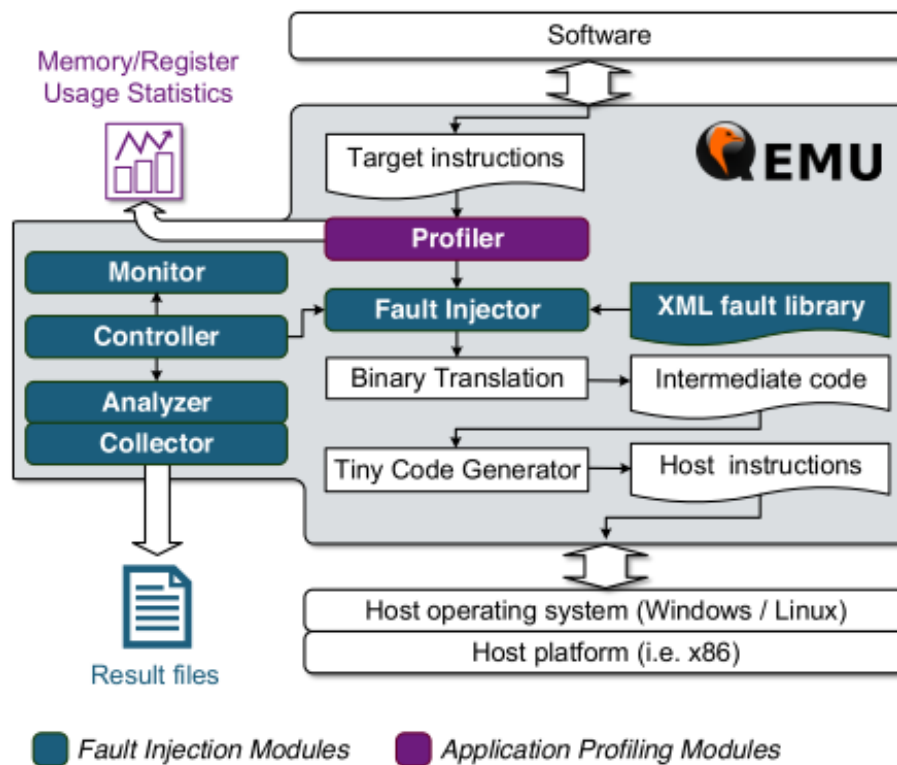 Software
Memory/Register
Usage Statistics
Target instructions
QEMU
Profiler
Monitor
Fault Injector
XML fault library
Controller
Binary Translation
Intermediate code
Analyzer
Collector
Tiny Code Generator
Host instructions
Host operating system (Windows / Linux)
Host platform (i.e. x86)
Result files
Fault Injection Modules
Application Profiling Modules